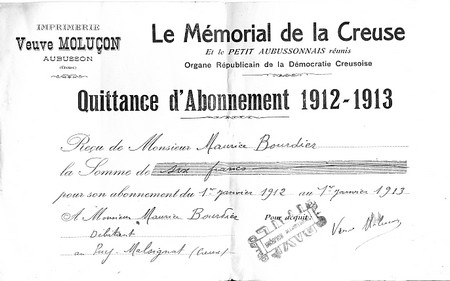 IMPRIMERIE
Veuve MOLUÇON
AUBUSSON
(Creuse)
Le Mémorial de la Creuse
Et le PETIT AUBUSSONNAIS réunis
Organe Républicain de la Démocratie Creusoise
Quittance d'Abonnement 1912-1913
Reçu de Monsieur Maurice Bourdier
la Somme de six francs
pour son abonnement du 1er janvier 1912 au 1er janvier 1913
A Monsieur Maurice Bourdier
Pour acquit:
Débitant
Veuve Moluçon
au Puy-Malsignat (Creuse)